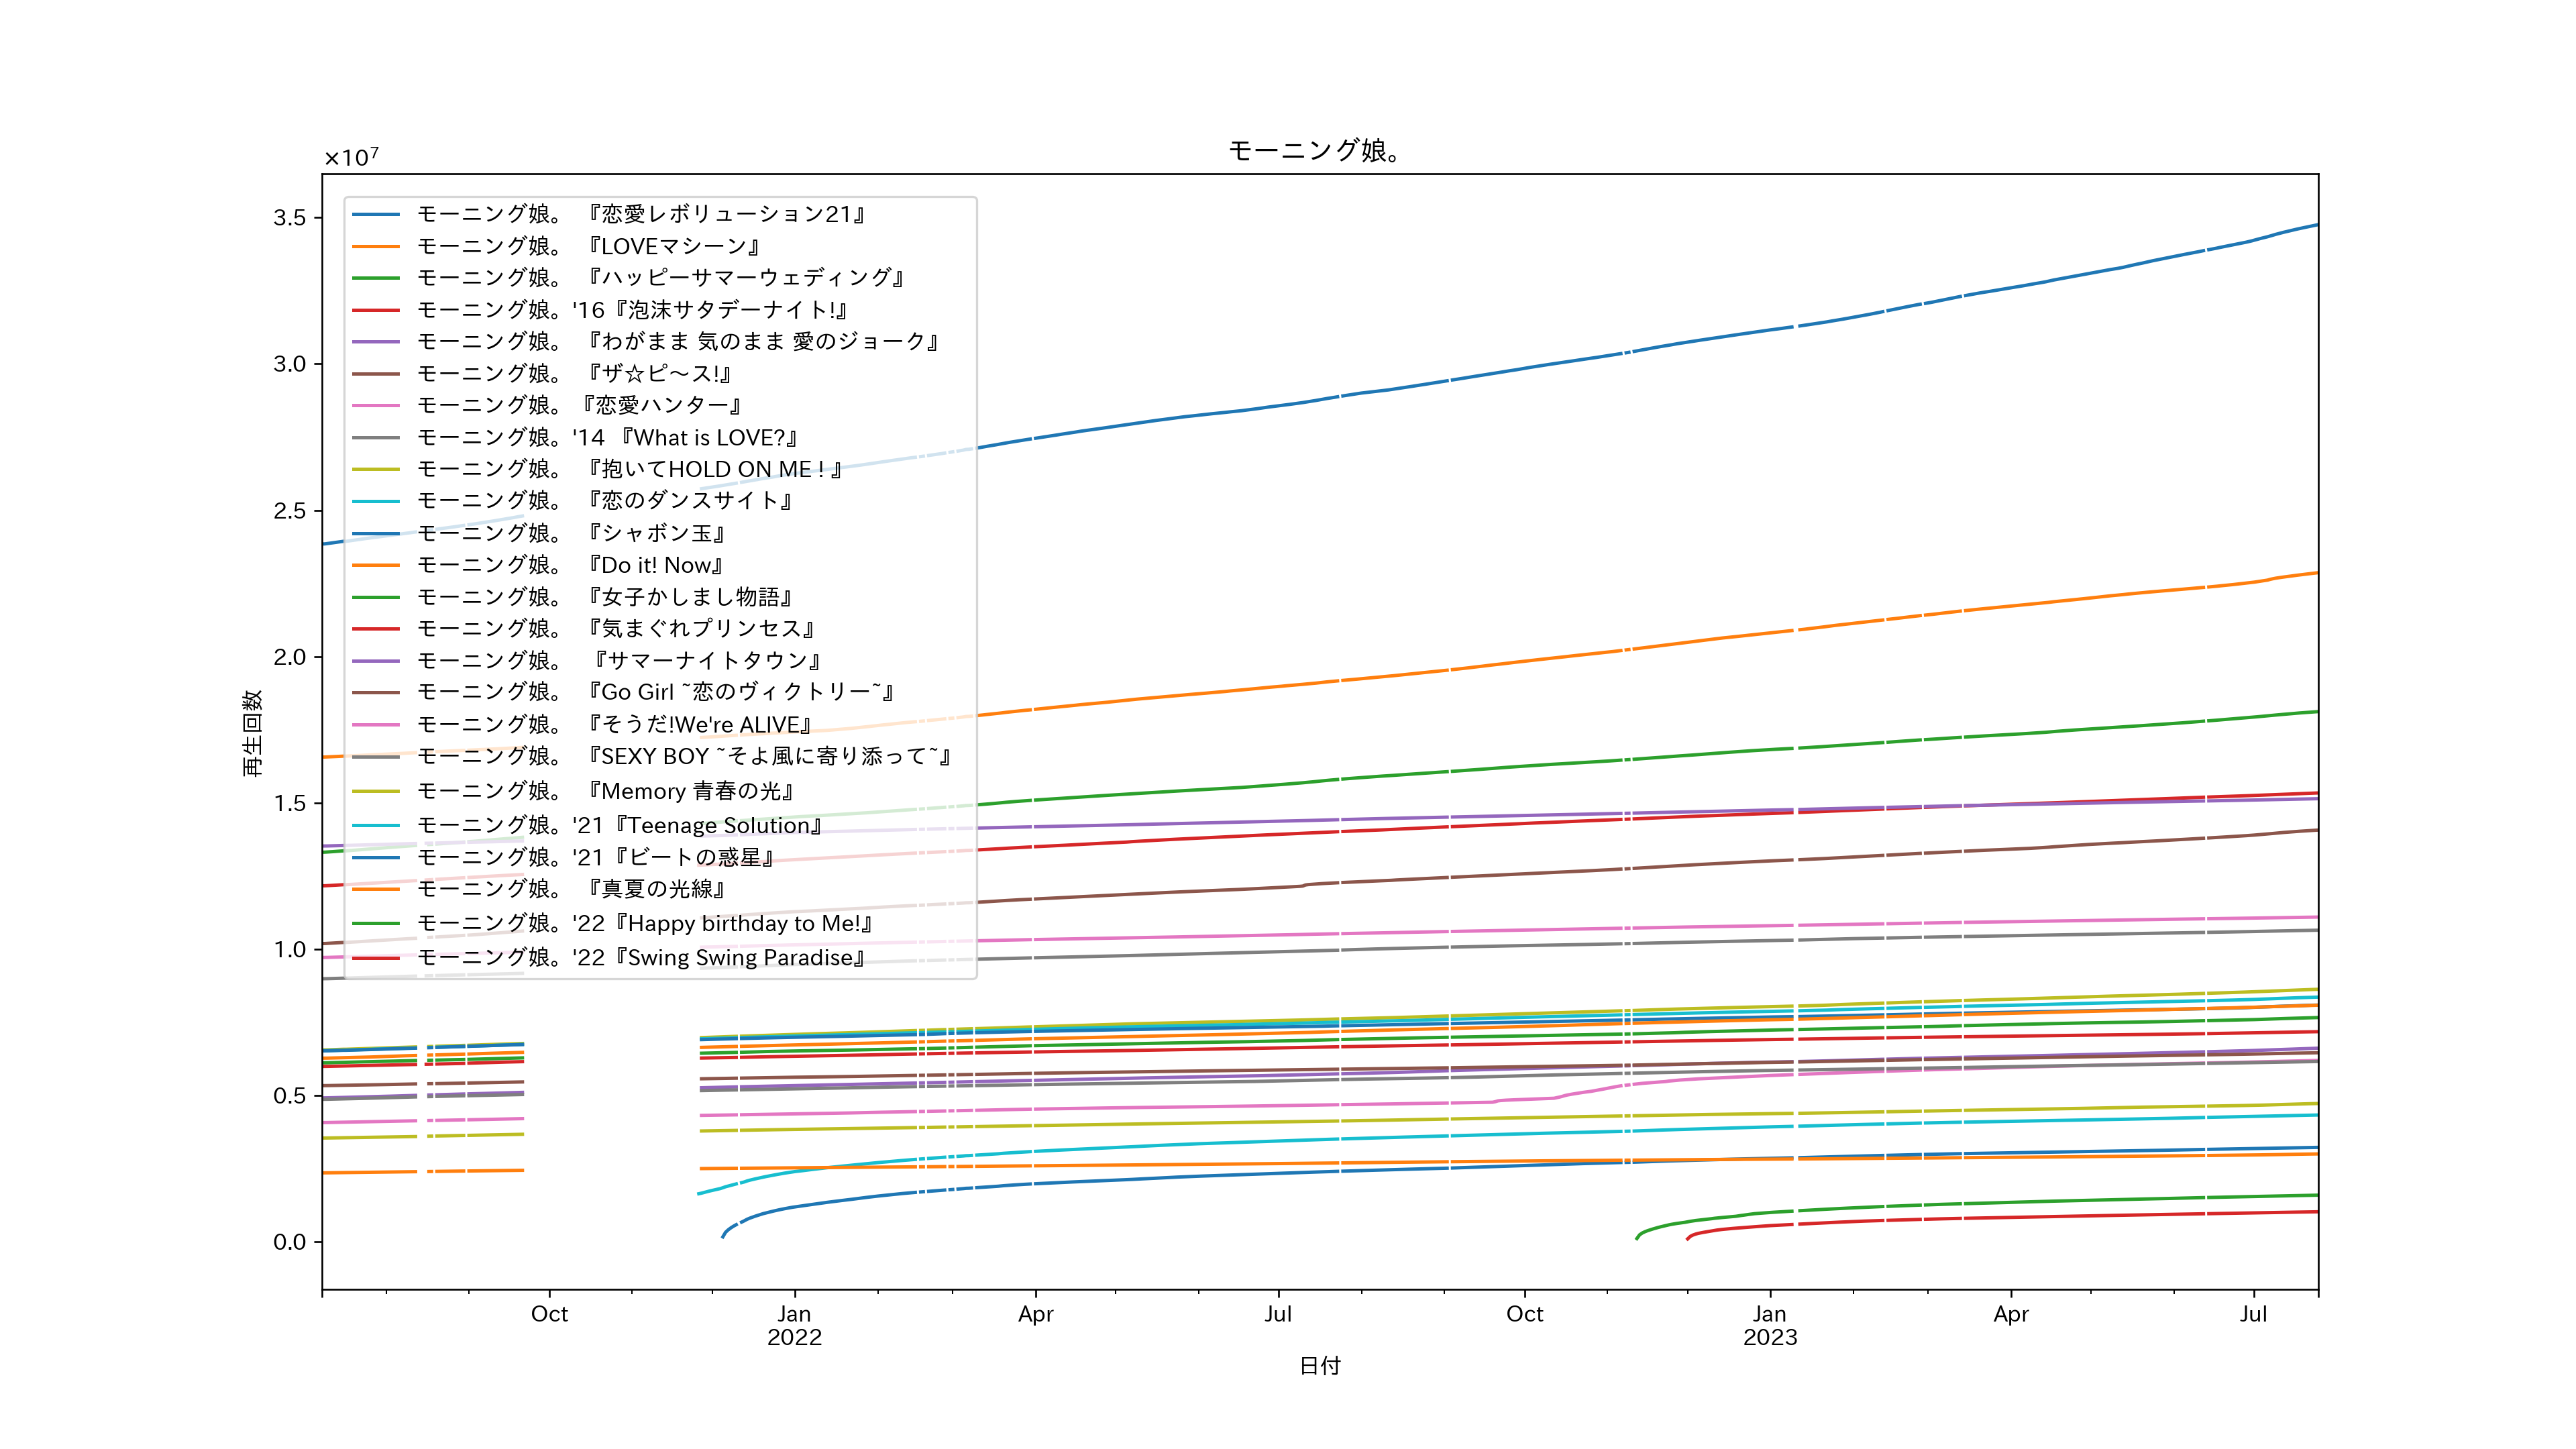 モーニング娘。
×10⁷
3.5
3.0
2.5
2.0
1.5
1.0
0.5
0.0
再生回数
モーニング娘。 『恋愛レボリューション21』
モーニング娘。 『LOVEマシーン』
モーニング娘。 『ハッピーサマーウェディング』
モーニング娘。'16『泡沫サタデーナイト!』
モーニング娘。 『わがまま 気のまま 愛のジョーク』
モーニング娘。 『ザ☆ピ〜ス!』
モーニング娘。『恋愛ハンター』
モーニング娘。'14 『What is LOVE?』
モーニング娘。 『抱いてHOLD ON ME ! 』
モーニング娘。 『恋のダンスサイト』
モーニング娘。 『シャボン玉』
モーニング娘。 『Do it! Now』
モーニング娘。 『女子かしまし物語』
モーニング娘。 『気まぐれプリンセス』
モーニング娘。  『サマーナイトタウン』
モーニング娘。 『Go Girl ~恋のヴィクトリー~』
モーニング娘。 『そうだ!We're ALIVE』
モーニング娘。 『SEXY BOY ~そよ風に寄り添って~』
モーニング娘。 『Memory 青春の光』
モーニング娘。'21『Teenage Solution』
モーニング娘。'21『ビートの惑星』
モーニング娘。 『真夏の光線』
モーニング娘。'22『Happy birthday to Me!』
モーニング娘。'22『Swing Swing Paradise』
Oct Jan Apr Jul Oct Jan Apr Jul
2022 2023
日付